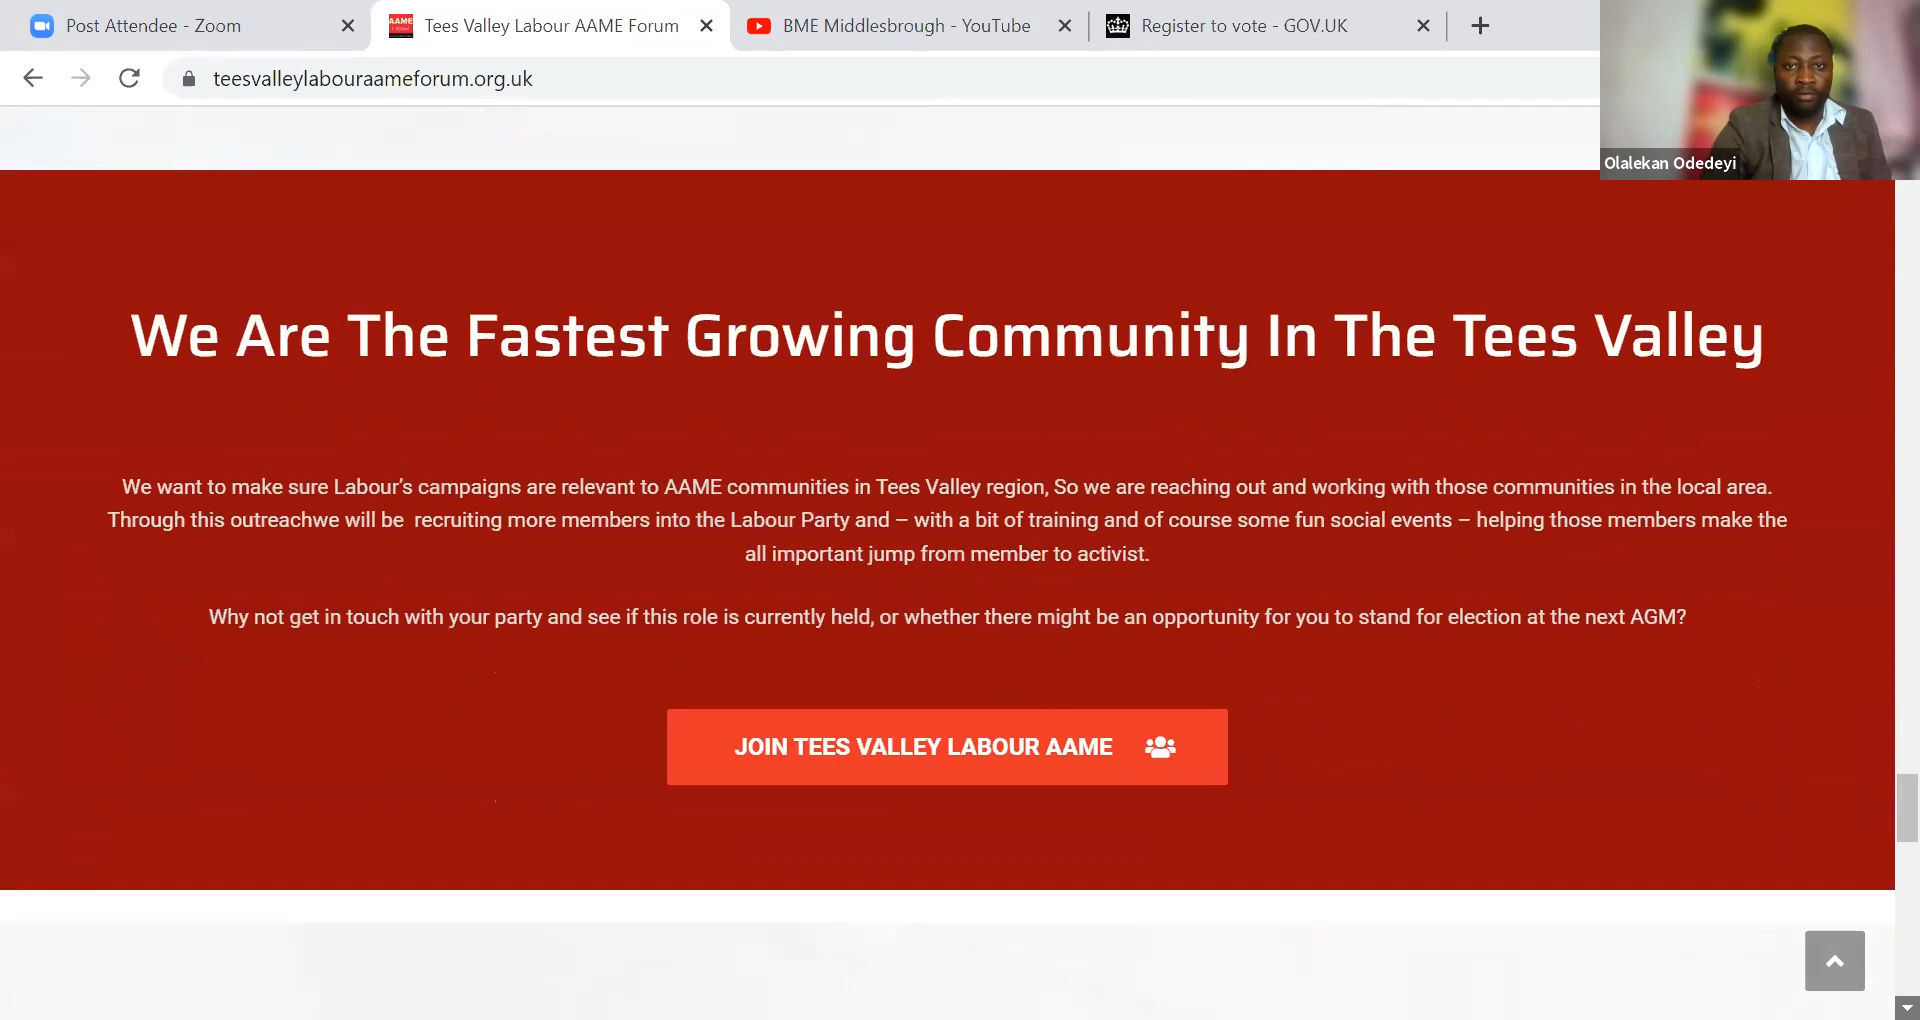 Post Attendee - Zoom
AAME
Tees Valley Labour AAME Forum
BME Middlesbrough - YouTube
Register to vote - GOV.UK
teesvalleylabouraameforum.org.uk
Olalekan Odedeyi
We Are The Fastest Growing Community In The Tees Valley
We want to make sure Labour’s campaigns are relevant to AAME communities in Tees Valley region, So we are reaching out and working with those communities in the local area.
Through this outreachwe will be recruiting more members into the Labour Party and – with a bit of training and of course some fun social events – helping those members make the
all important jump from member to activist.
Why not get in touch with your party and see if this role is currently held, or whether there might be an opportunity for you to stand for election at the next AGM?
JOIN TEES VALLEY LABOUR AAME